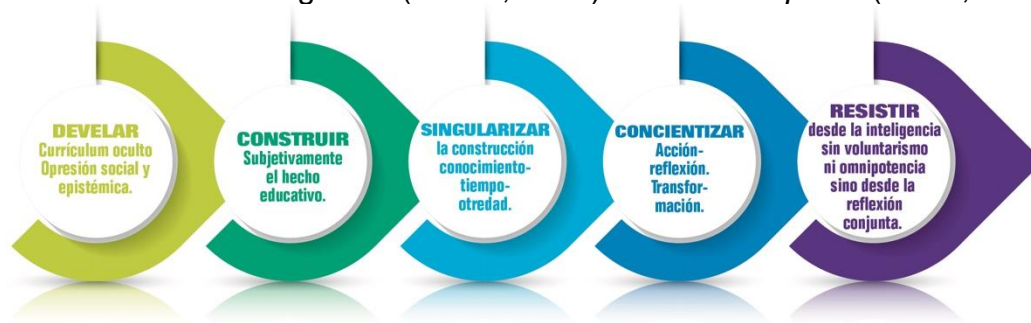 DEVELAR
Currículum oculto
Opresión social y
epistémica.
CONSTRUIR
Subjetivamente
el hecho
educativo.
SINGULARIZAR
la construcción
conocimiento-
tiempo-
otredad.
CONCIENTIZAR
Acción-
reflexión.
Transfor-
mación.
RESISTIR
desde la inteligencia
sin voluntarismo
ni omnipotencia
sino desde la
reflexión
conjunta.